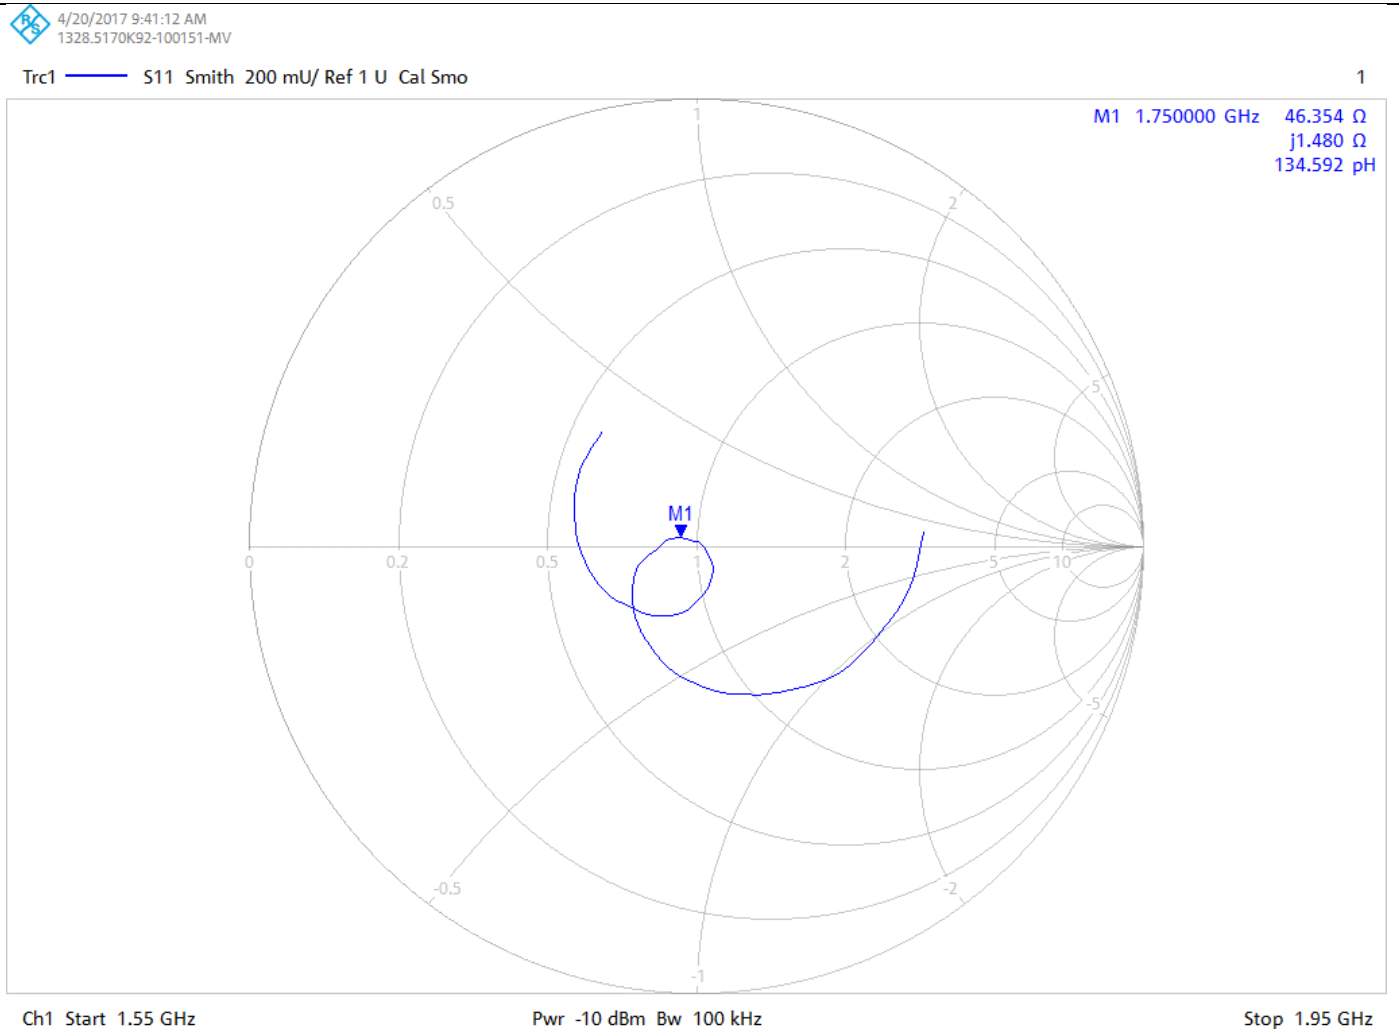 R&S
4/20/2017 9:41:12 AM
1328.5170K92-100151-MV
Trc1 S11 Smith 200 mU/ Ref 1 U Cal Smo 1
M1 1.750000 GHz 46.354 Ω
j1.480 Ω
134.592 pH
1
0.5 2
5
M1
0 0.2 0.5 1 2 5 10
-5
-0.5 -2
-1
Ch1 Start 1.55 GHz Pwr -10 dBm Bw 100 kHz Stop 1.95 GHz